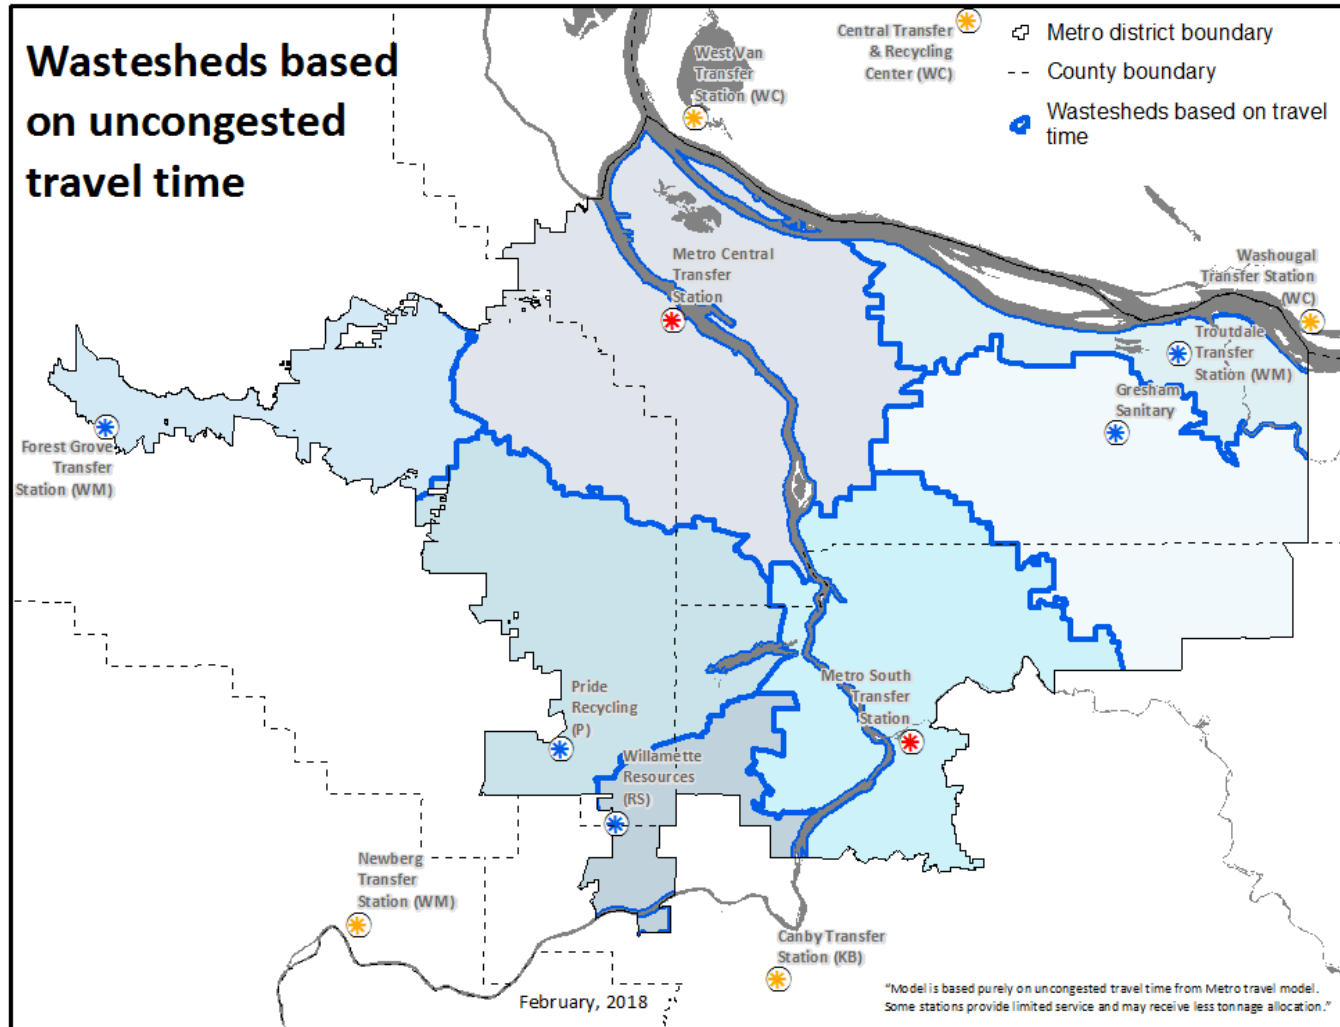 Wastesheds based
on uncongested
travel time
Central Transfer
& Recycling
Center (WC)
Metro district boundary
County boundary
Wastesheds based on travel
time
West Van
Transfer
Station (WC)
Metro Central
Transfer
Station
Washougal
Transfer Station
(WC)
Troutdale
Transfer
Station (WM)
Gresham
Sanitary
Forest Grove
Transfer
Station (WM)
Metro South
Transfer
Station
Pride
Recycling
(P)
Willamette
Resources
(RS)
Newberg
Transfer
Station (WM)
Canby Transfer
Station (KB)
February, 2018
"Model is based purely on uncongested travel time from Metro travel model.
Some stations provide limited service and may receive less tonnage allocation."